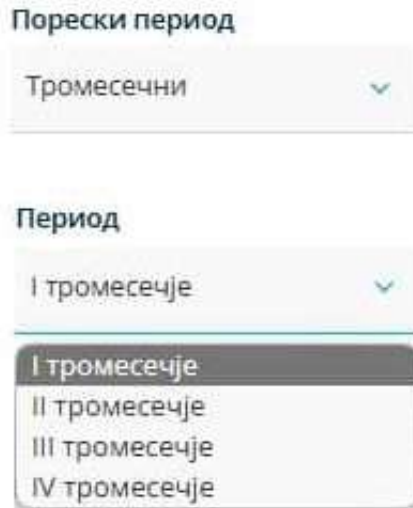 Порески период
Тромесечни
Период
I тромесечје
I тромесечје
II тромесечје
III тромесечје
IV тромесечје